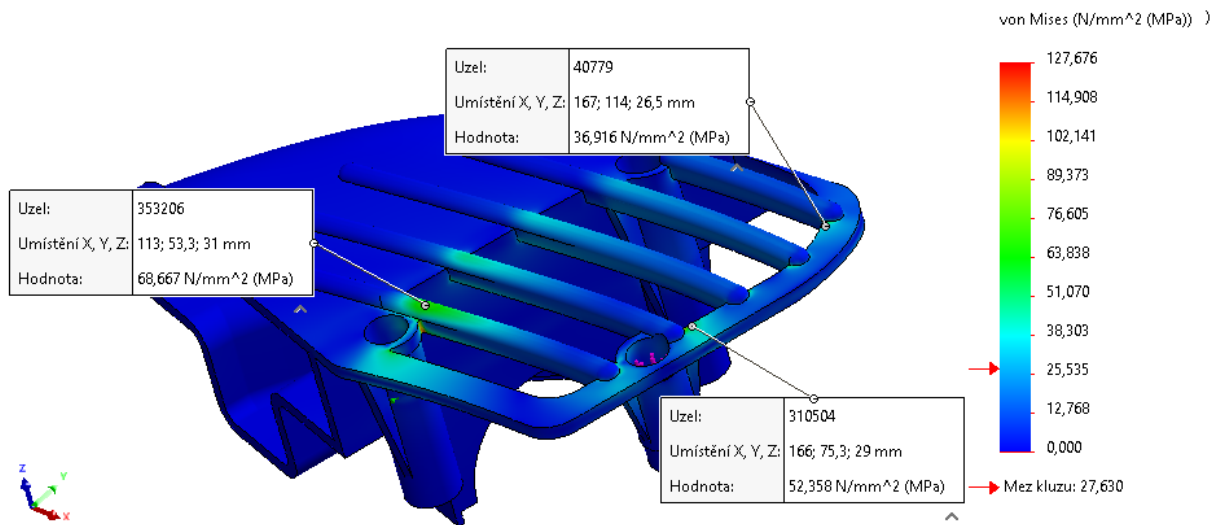 von Mises (N/mm^2 (MPa)) )
127,676
114,908
102,141
89,373
76,605
63,838
51,070
38,303
25,535
12,768
0,000
Mez kluzu: 27,630
Uzel: 40779
Umístění X, Y, Z: 167; 114; 26,5 mm
Hodnota: 36,916 N/mm^2 (MPa)
Uzel: 353206
Umístění X, Y, Z: 113; 53,3; 31 mm
Hodnota: 68,667 N/mm^2 (MPa)
Uzel: 310504
Umístění X, Y, Z: 166; 75,3; 29 mm
Hodnota: 52,358 N/mm^2 (MPa)
Z
Y
X